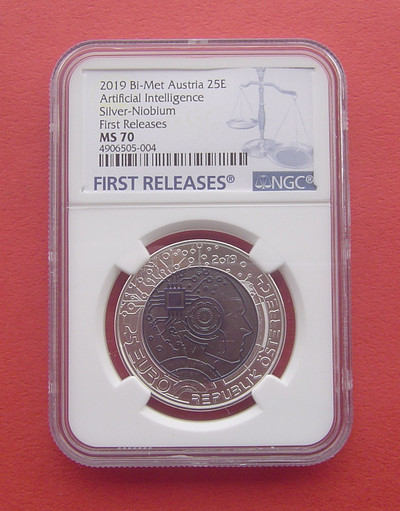 2019 Bi-Met Austria 25E
Artificial Intelligence
Silver-Niobium
First Releases
MS 70
4906505-004
FIRST RELEASES®
NGC®
2019
25 EURO
REPUBLIK ÖSTERREICH